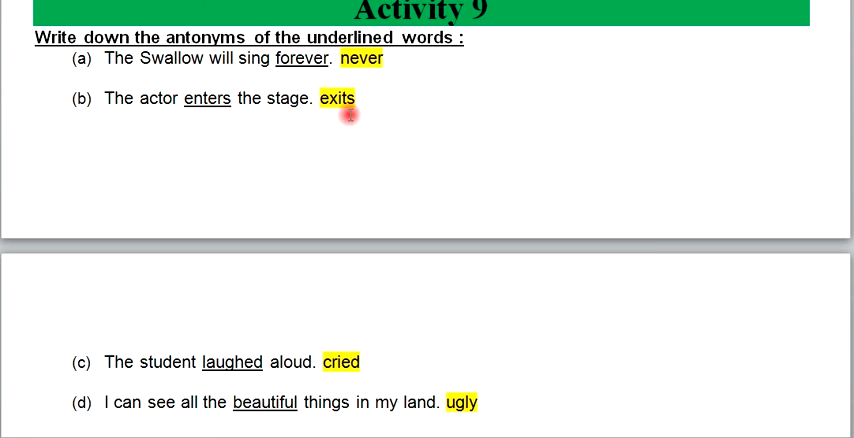 Activity 9
Write down the antonyms of the underlined words :
(a) The Swallow will sing forever. never
(b) The actor enters the stage. exits
(c) The student laughed aloud. cried
(d) I can see all the beautiful things in my land. ugly